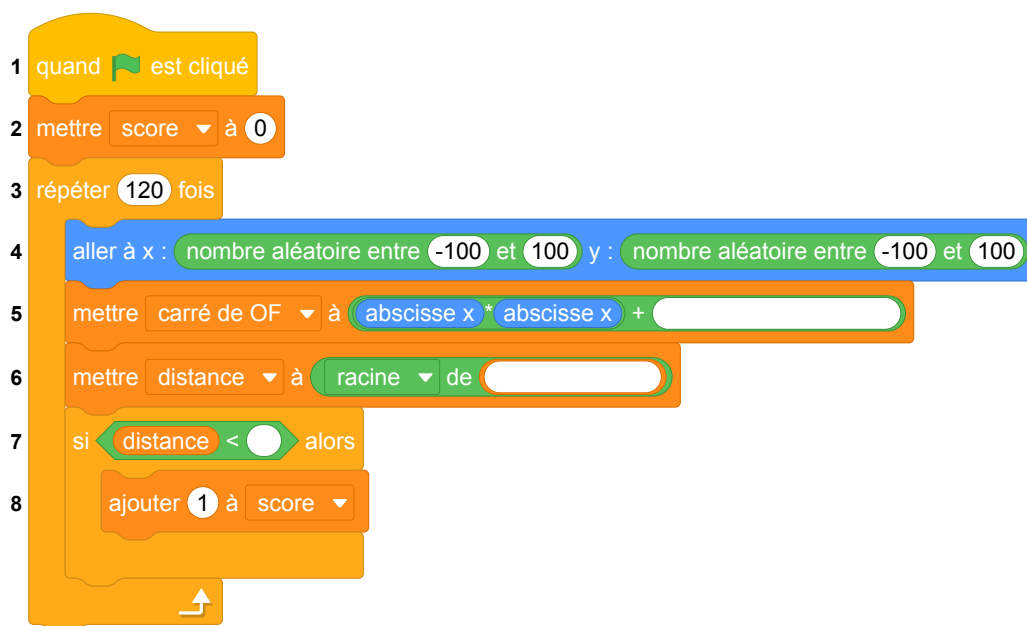 1 quand est cliqué
2 mettre score à 0
3 répéter 120 fois
4 aller à x : nombre aléatoire entre -100 et 100 y : nombre aléatoire entre -100 et 100
5 mettre carré de OF à abscisse x * abscisse x +
6 mettre distance à racine de
7 si distance < alors
8 ajouter 1 à score